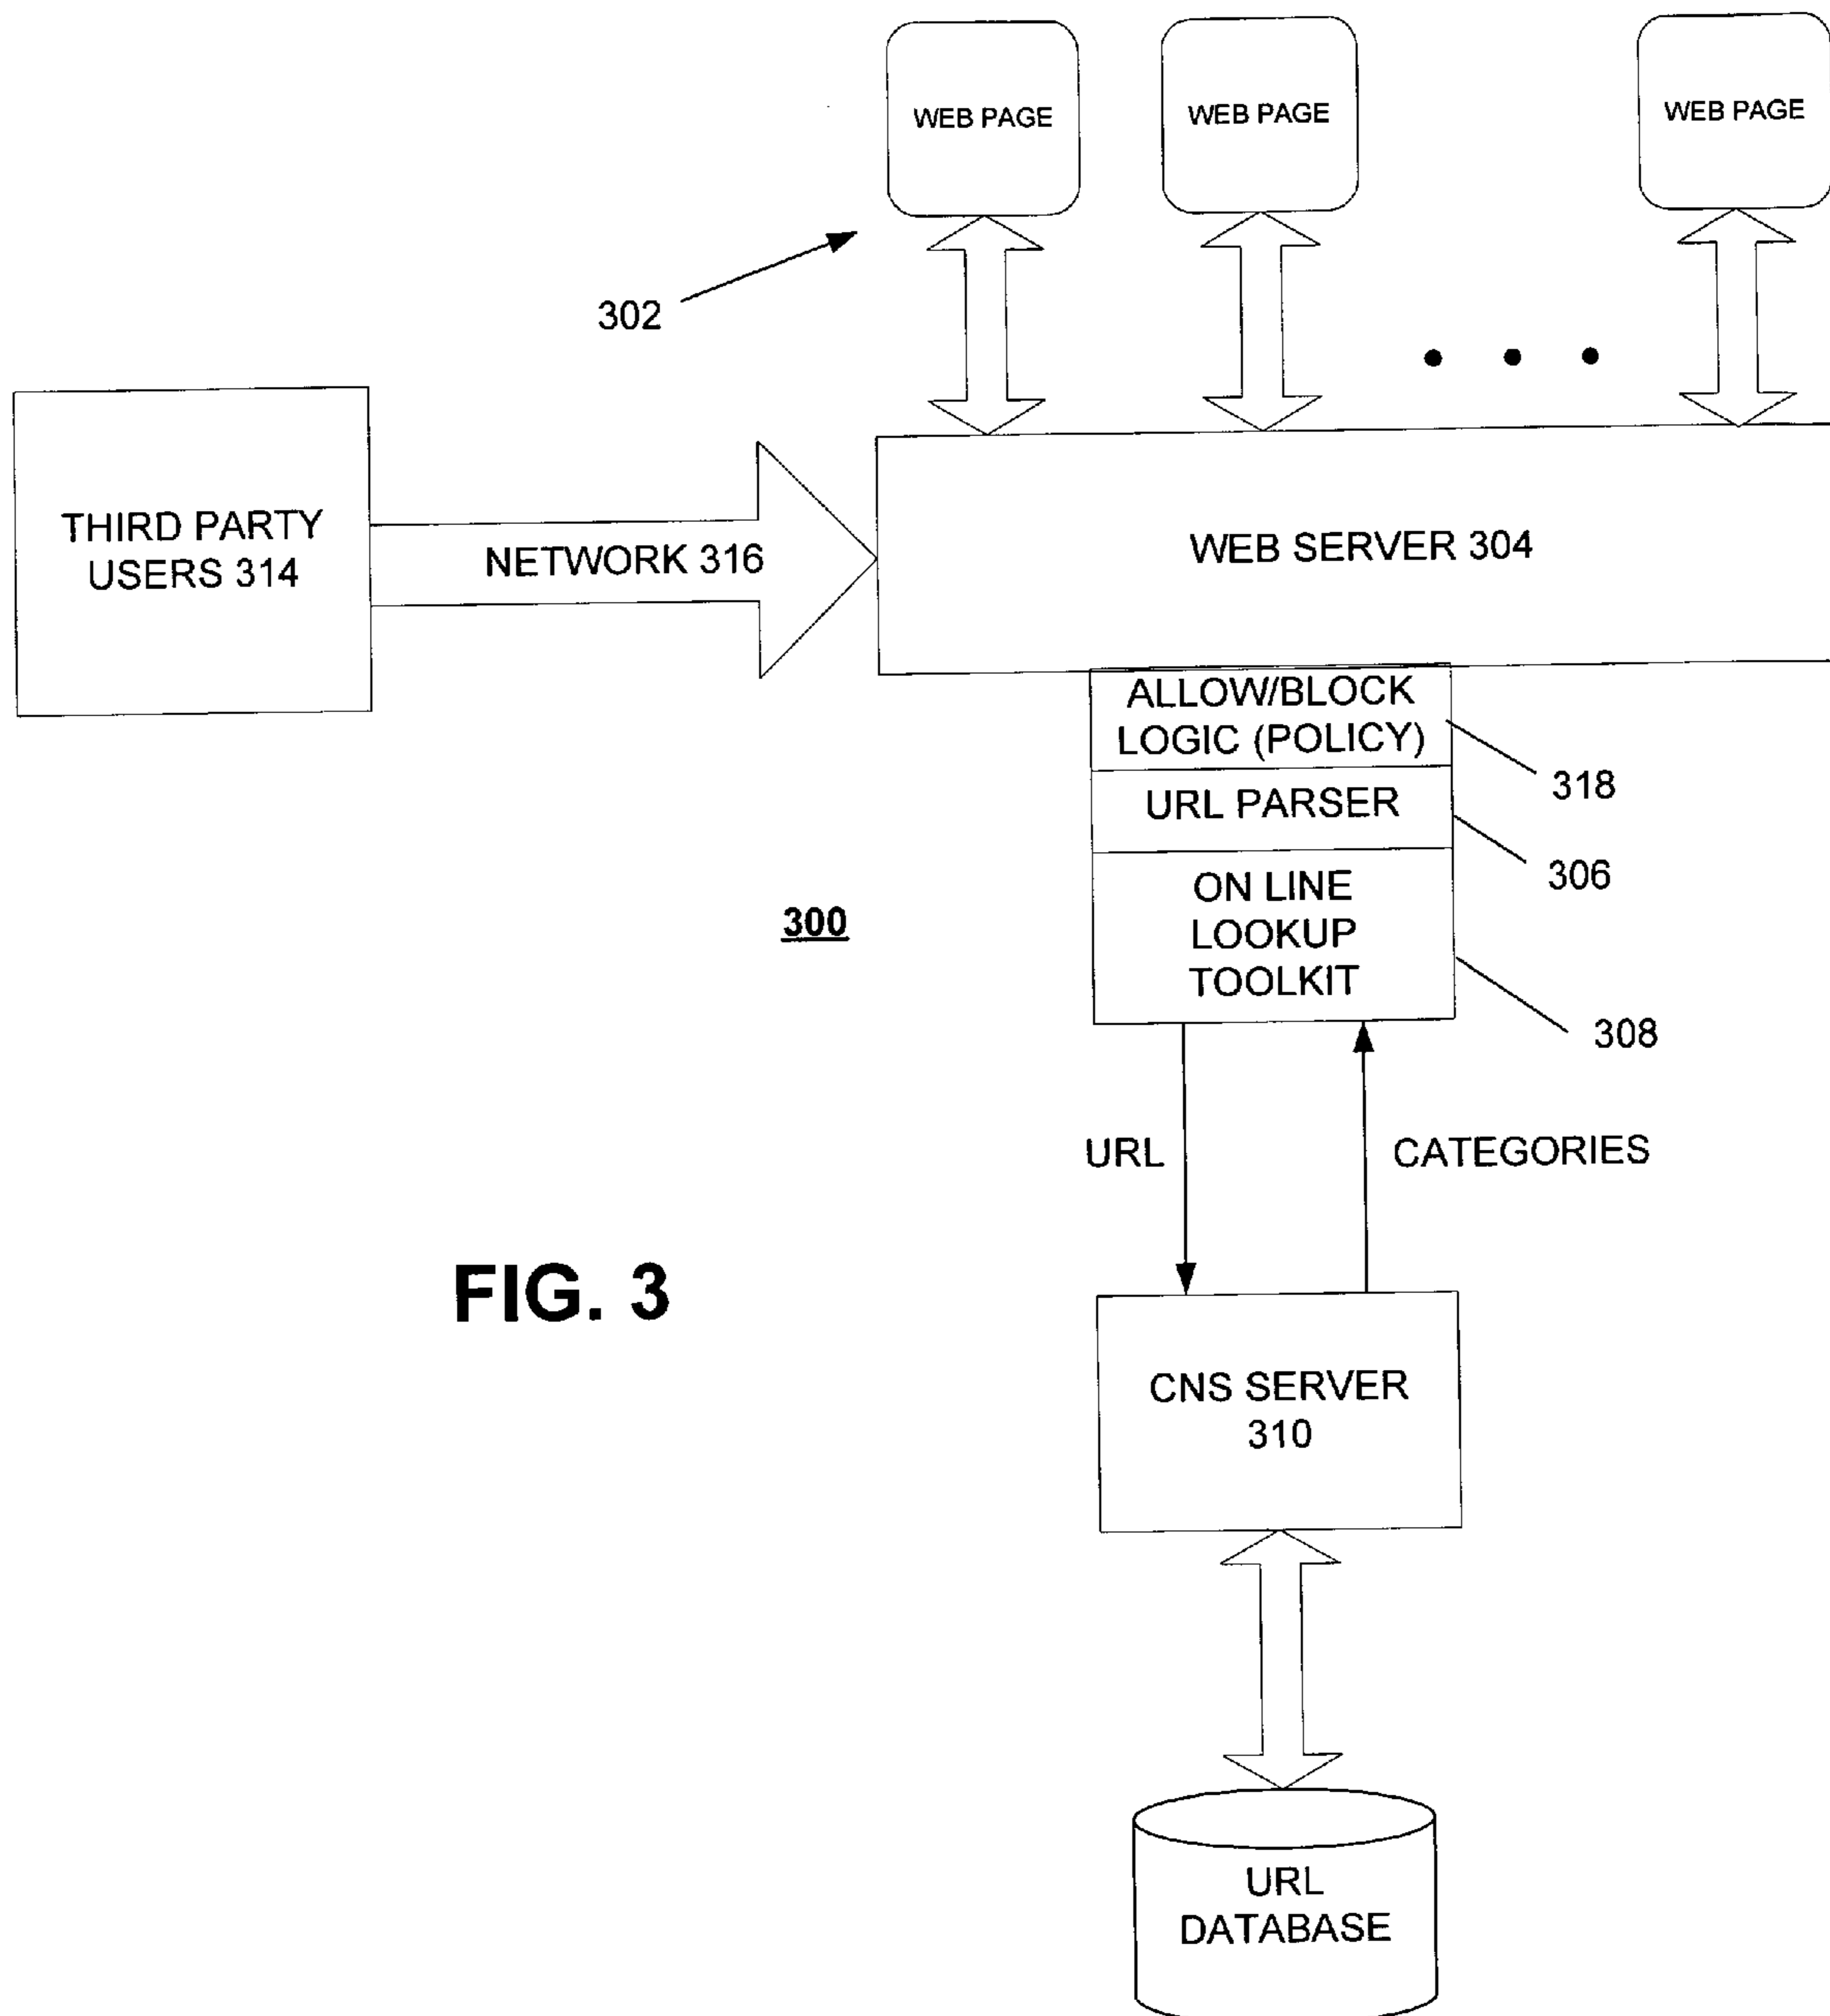 WEB PAGE
WEB PAGE
WEB PAGE
302
THIRD PARTY
USERS 314
NETWORK 316
WEB SERVER 304
ALLOW/BLOCK
LOGIC (POLICY)
318
URL PARSER
306
ON LINE
LOOKUP
TOOLKIT
300
308
URL
CATEGORIES
FIG. 3
CNS SERVER
310
URL
DATABASE